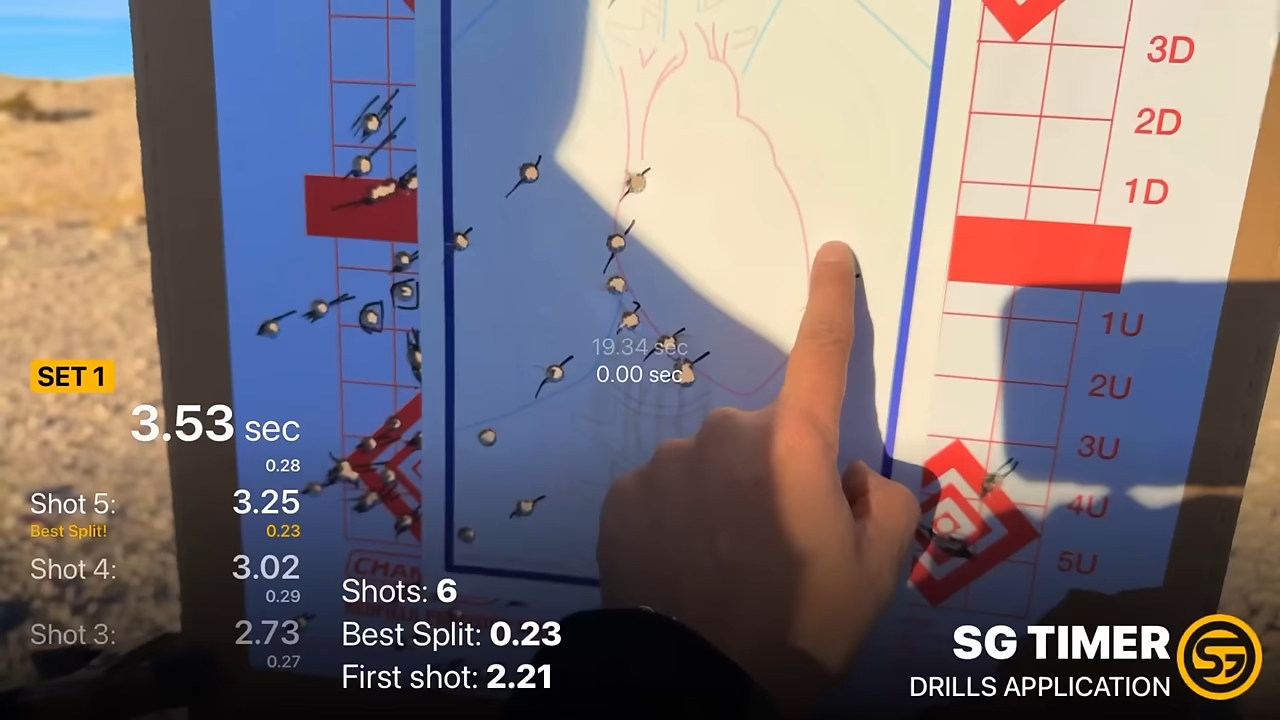 3D
2D
1D
1U
2U
3U
4U
5U
CHAM
19.34 sec
0.00 sec
SET 1
3.53 sec
0.28
Shot 5: 3.25
Best Split! 0.23
Shot 4: 3.02
0.29
Shot 3: 2.73
0.27
Shots: 6
Best Split: 0.23
First shot: 2.21
SG TIMER
DRILLS APPLICATION
SG